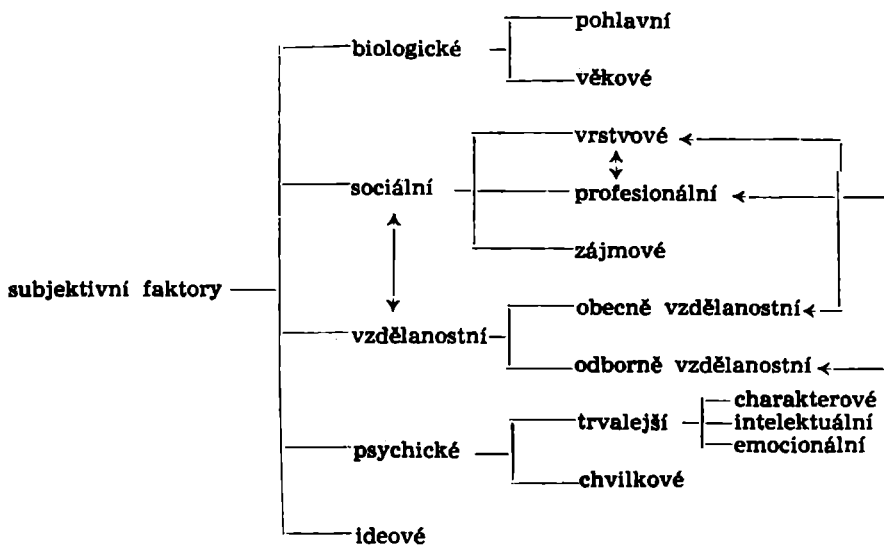 pohlavní
biologické
věkové
vrstvové
sociální
profesionální
zájmové
subjektivní faktory
obecně vzdělanostní
vzdělanostní
odborně vzdělanostní
charakterové
trvalejší
intelektuální
emocionální
psychické
chvilkové
ideové